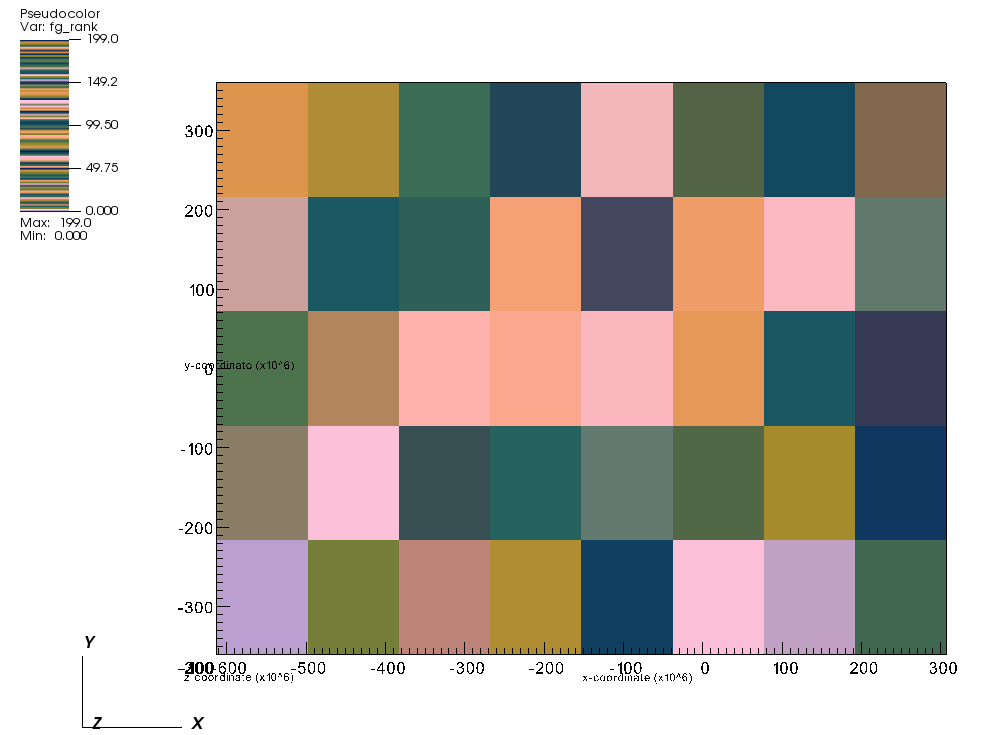 Pseudocolor
Var: fg_rank
199.0
149.2
99.50
49.75
0.000
Max: 199.0
Min: 0.000
300
200
100
y-coordinate (x10^6)
0
-100
-200
-300
-600 -500 -400 -300 -200 -100 0 100 200 300
z-coordinate (x10^6) x-coordinate (x10^6)
Y
Z X